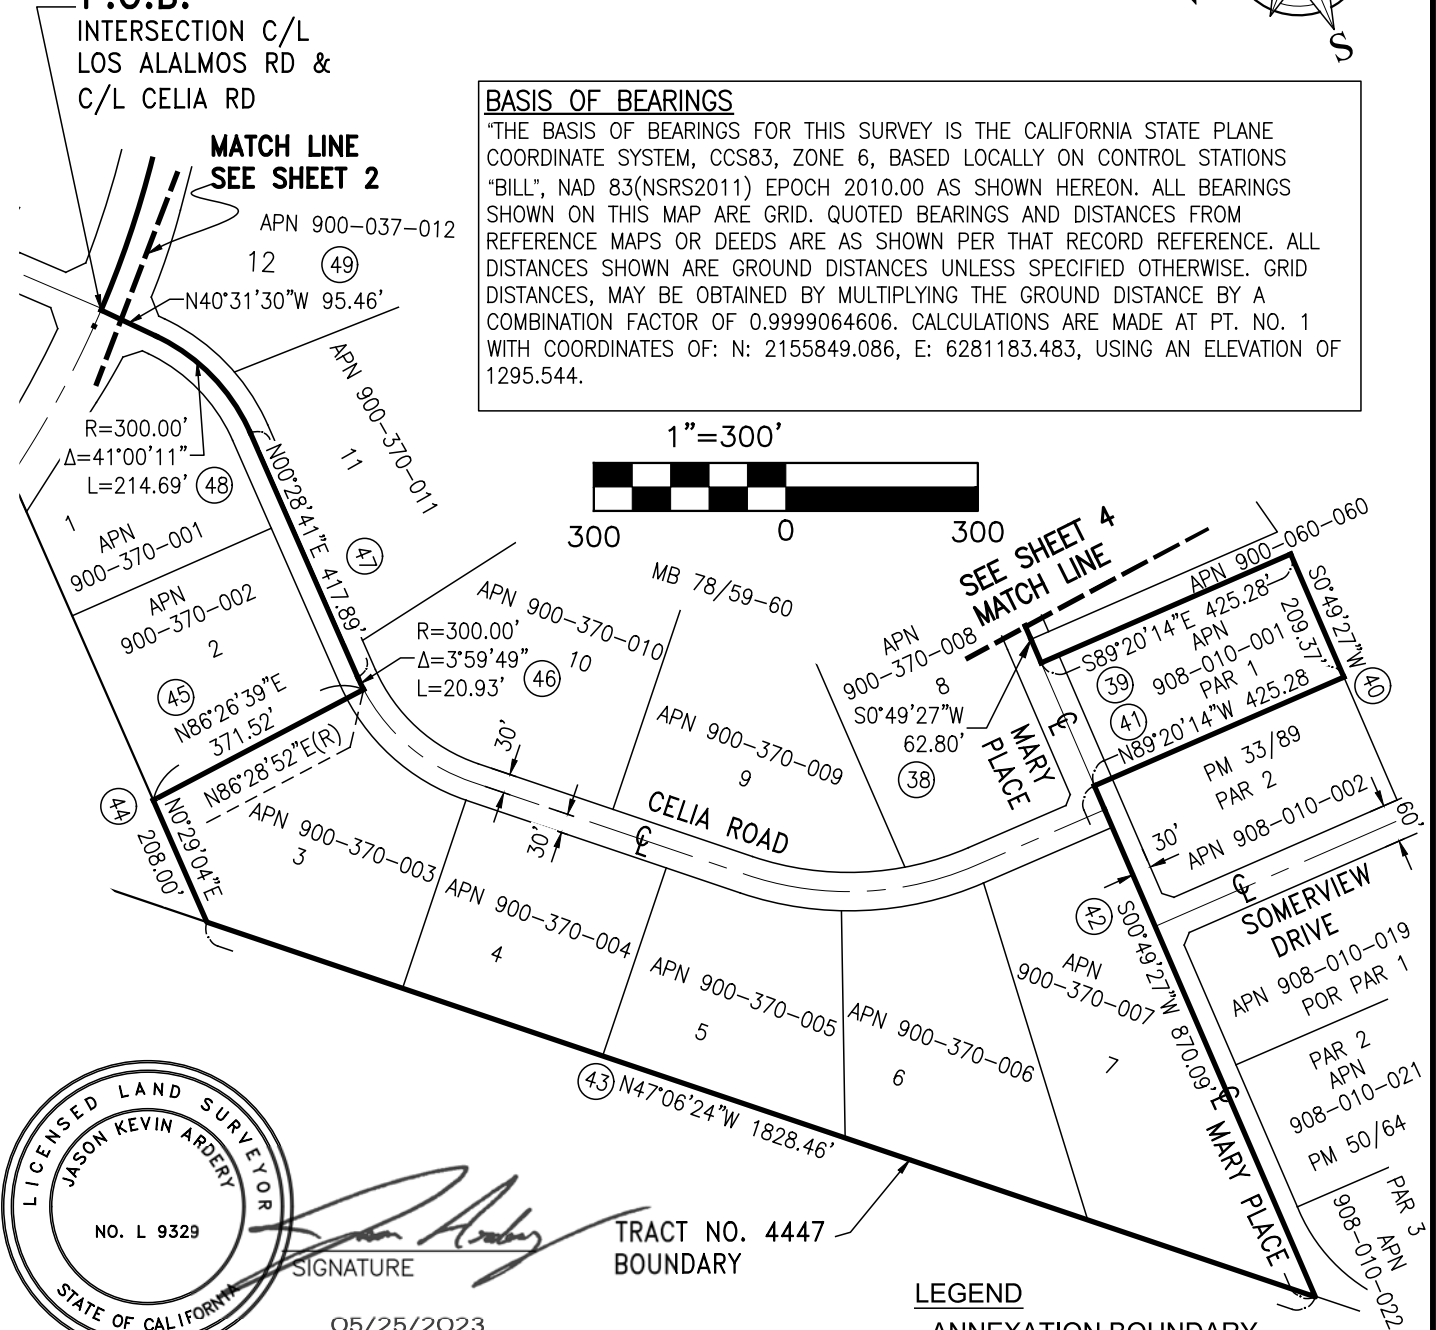 P.O.B.
INTERSECTION C/L
LOS ALALMOS RD &
C/L CELIA RD
S
MATCH LINE
SEE SHEET 2
BASIS OF BEARINGS
"THE BASIS OF BEARINGS FOR THIS SURVEY IS THE CALIFORNIA STATE PLANE
COORDINATE SYSTEM, CCS83, ZONE 6, BASED LOCALLY ON CONTROL STATIONS
"BILL", NAD 83(NSRS2011) EPOCH 2010.00 AS SHOWN HEREON. ALL BEARINGS
SHOWN ON THIS MAP ARE GRID. QUOTED BEARINGS AND DISTANCES FROM
REFERENCE MAPS OR DEEDS ARE AS SHOWN PER THAT RECORD REFERENCE. ALL
DISTANCES SHOWN ARE GROUND DISTANCES UNLESS SPECIFIED OTHERWISE. GRID
DISTANCES, MAY BE OBTAINED BY MULTIPLYING THE GROUND DISTANCE BY A
COMBINATION FACTOR OF 0.9999064606. CALCULATIONS ARE MADE AT PT. NO. 1
WITH COORDINATES OF: N: 2155849.086, E: 6281183.483, USING AN ELEVATION OF
1295.544.
APN 900-037-012
12
49
N40°31'30"W 95.46'
APN 900-370-011
11
R=300.00'
Δ=41°00'11"
L=214.69'
48
N00°28'41"E 417.89'
47
1
APN
900-370-001
APN
900-370-002
2
45
N86°26'39"E
371.52'
N86°28'52"E(R)
44
N0°29'04"E
208.00'
1"=300'
300
0
300
MB 78/59-60
APN 900-370-010
10
R=300.00'
Δ=3°59'49"
L=20.93'
46
30'
30'
APN 900-370-009
9
CELIA ROAD
℄
APN
900-370-008
8
S0°49'27"W
62.80'
38
SEE SHEET 4
MATCH LINE
MARY
PLACE
℄
APN 900-060-060
S89°20'14"E 425.28'
39
APN
908-010-001
PAR 1
S0°49'27"W
209.37'
40
41
N89°20'14"W 425.28
PM 33/89
PAR 2
30'
APN 908-010-002
60'
℄
SOMERVIEW
DRIVE
APN 900-370-003
3
APN 900-370-004
4
APN 900-370-005
5
APN 900-370-006
6
APN
900-370-007
7
42
S00°49'27"W 870.09'
℄
MARY PLACE
APN 908-010-019
POR PAR 1
PAR 2
APN
908-010-021
PM 50/64
PAR 3
APN
908-010-022
43
N47°06'24"W 1828.46'
TRACT NO. 4447
BOUNDARY
LICENSED LAND SURVEYOR
JASON KEVIN ARDERY
NO. L 9329
STATE OF CALIFORNIA
SIGNATURE
05/25/2023
LEGEND
ANNEXATION BOUNDARY